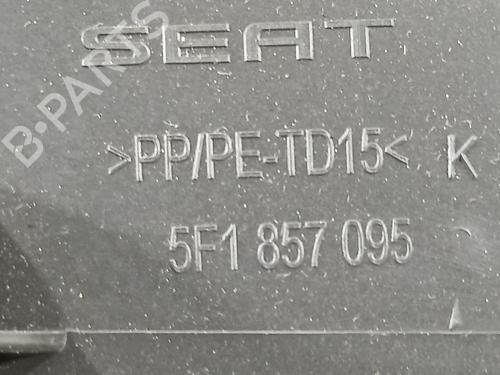 SEAT
B-PARTS
>PP/PE-TD15< K
5F1 857 095